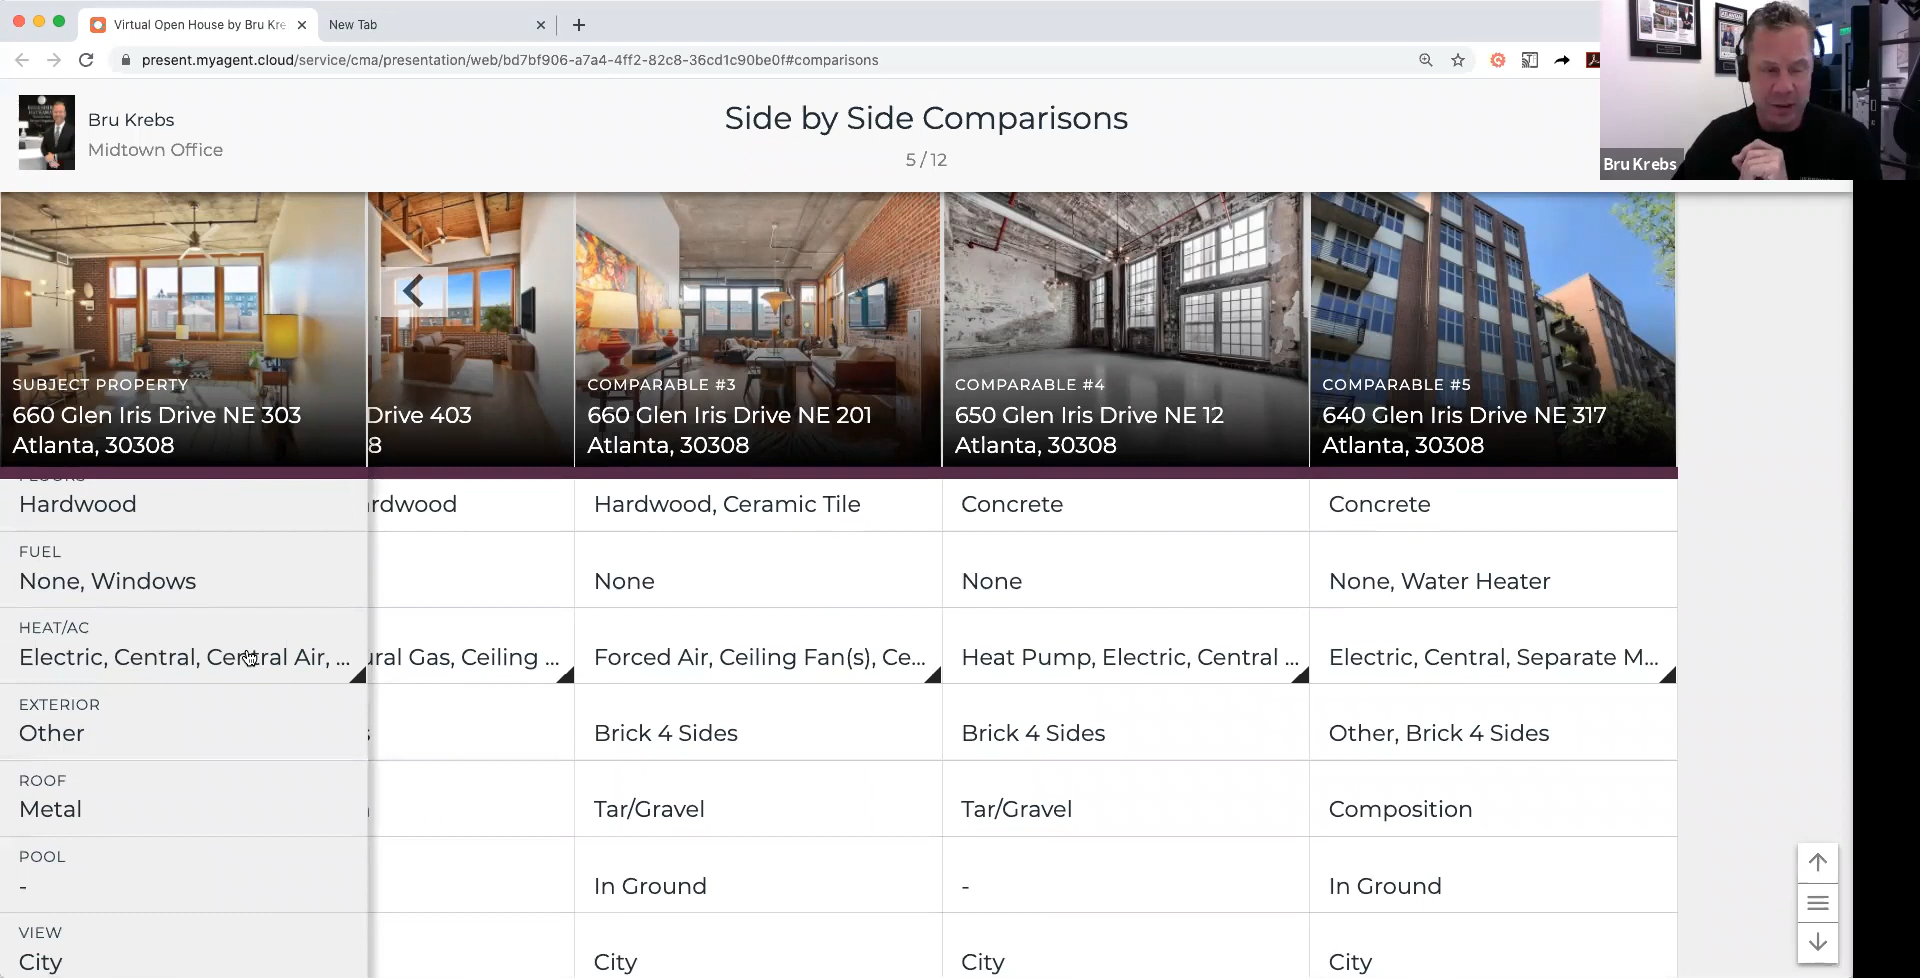 Virtual Open House by Bru Kre
New Tab
present.myagent.cloud/service/cma/presentation/web/bd7bf906-a7a4-4ff2-82c8-36cd1c90be0f#comparisons
Bru Krebs
Midtown Office
Side by Side Comparisons
5 / 12
Bru Krebs
SUBJECT PROPERTY
660 Glen Iris Drive NE 303
Atlanta, 30308
Drive 403
8
COMPARABLE #3
660 Glen Iris Drive NE 201
Atlanta, 30308
COMPARABLE #4
650 Glen Iris Drive NE 12
Atlanta, 30308
COMPARABLE #5
640 Glen Iris Drive NE 317
Atlanta, 30308
FLOORS
Hardwood
rdwood
Hardwood, Ceramic Tile
Concrete
Concrete
FUEL
None, Windows
None
None
None, Water Heater
HEAT/AC
Electric, Central, Central Air, ...
ural Gas, Ceiling ...
Forced Air, Ceiling Fan(s), Ce...
Heat Pump, Electric, Central ...
Electric, Central, Separate M...
EXTERIOR
Other
s
Brick 4 Sides
Brick 4 Sides
Other, Brick 4 Sides
ROOF
Metal
Tar/Gravel
Tar/Gravel
Composition
POOL
-
In Ground
-
In Ground
VIEW
City
City
City
City